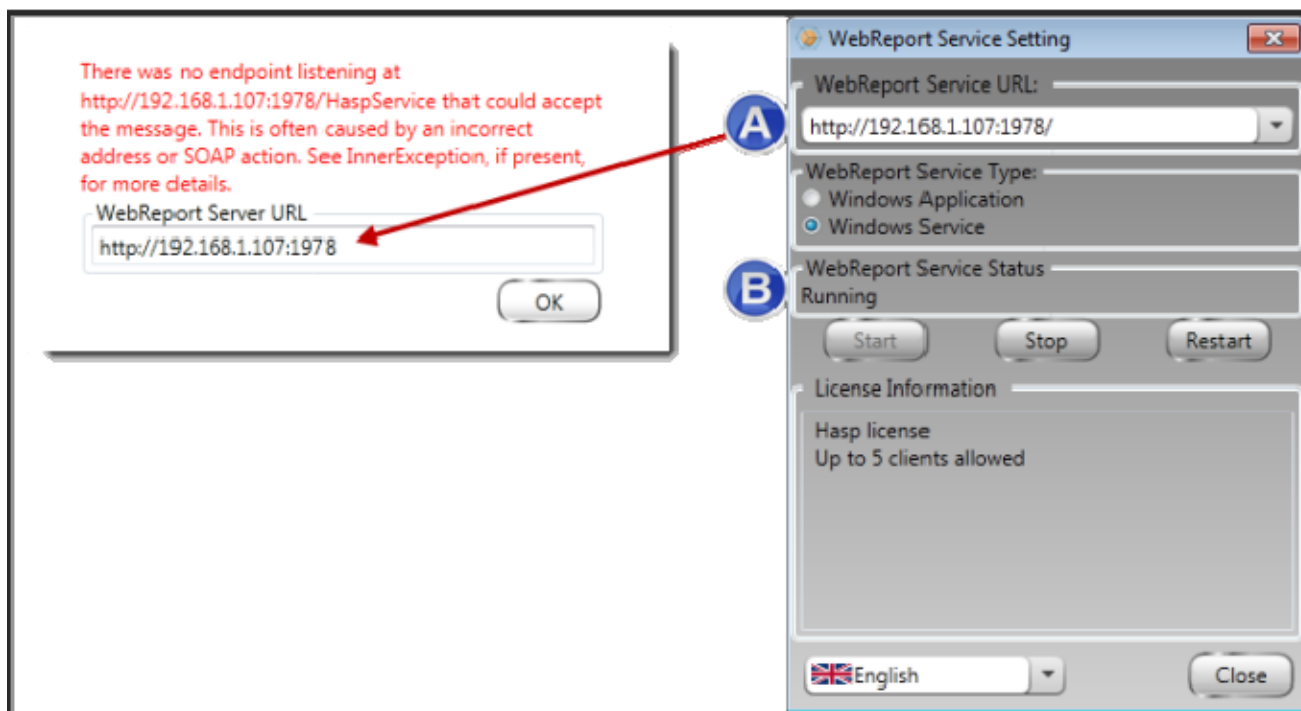 There was no endpoint listening at
http://192.168.1.107:1978/HaspService that could accept
the message. This is often caused by an incorrect
address or SOAP action. See InnerException, if present,
for more details.
WebReport Server URL
http://192.168.1.107:1978
OK
A
B
WebReport Service Setting
WebReport Service URL:
http://192.168.1.107:1978/
WebReport Service Type:
Windows Application
Windows Service
WebReport Service Status
Running
Start Stop Restart
License Information
Hasp license
Up to 5 clients allowed
English Close